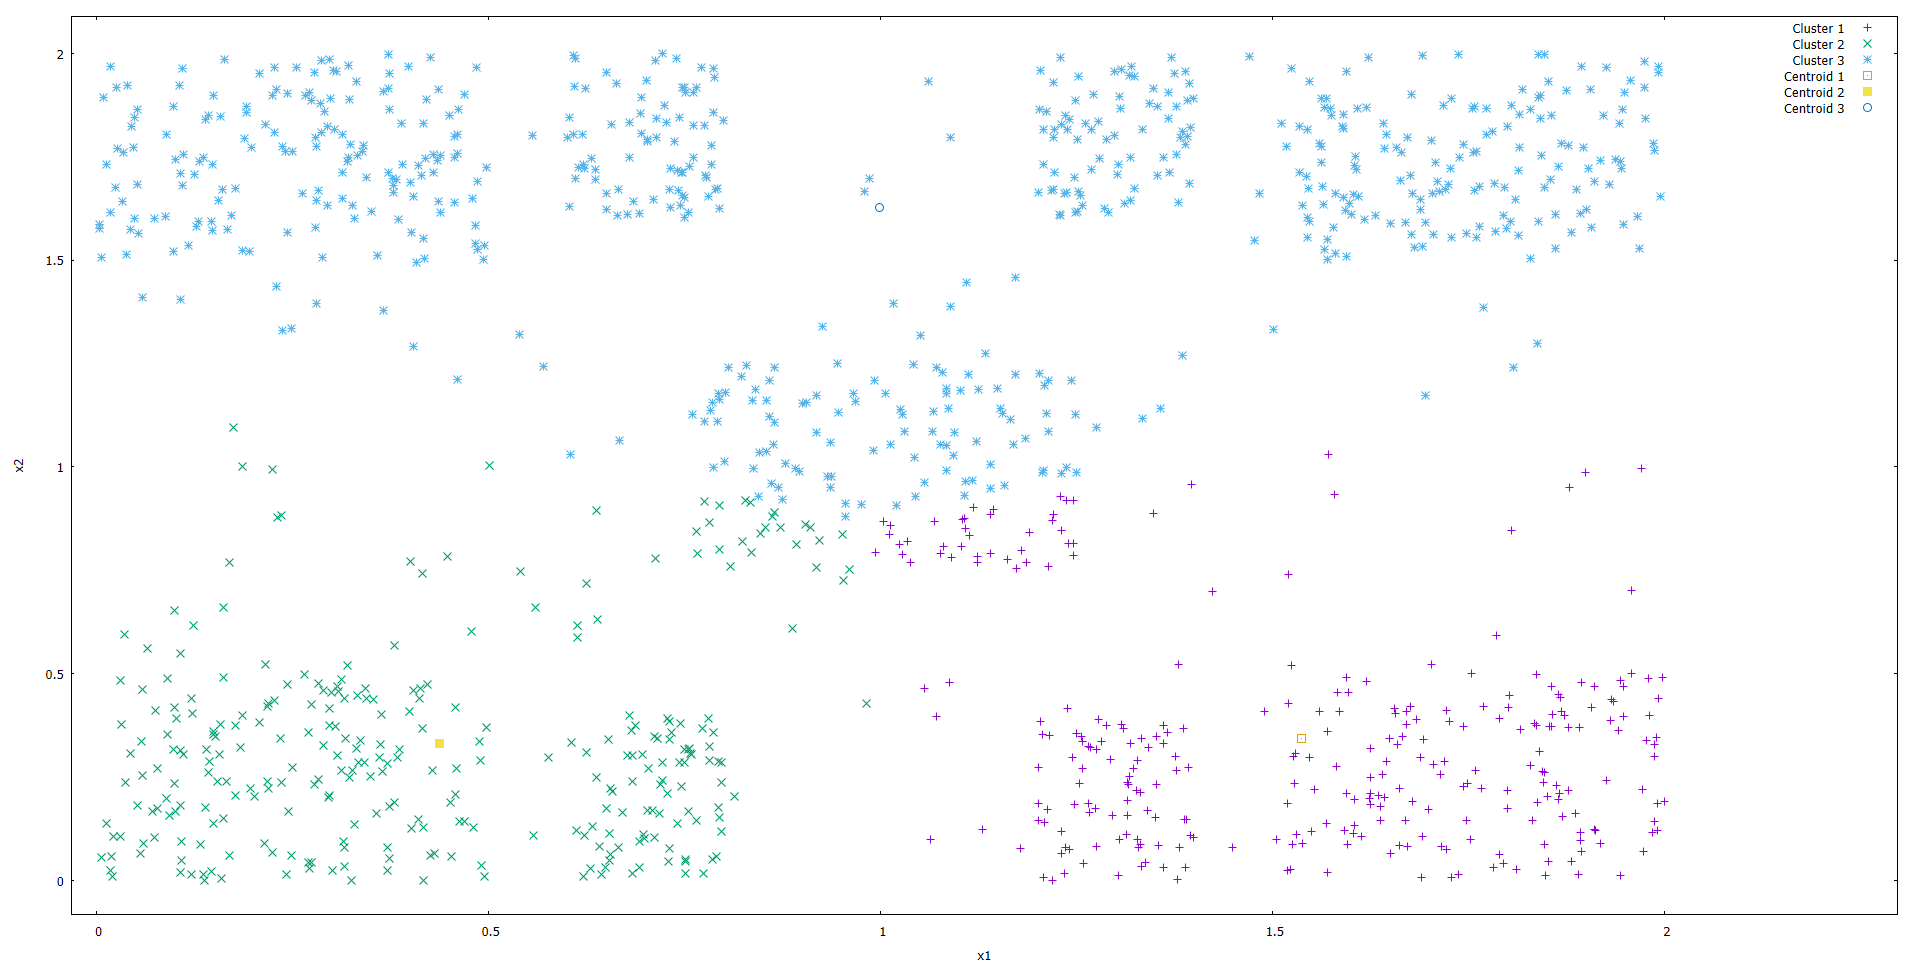 Cluster 1
Cluster 2
Cluster 3
Centroid 1
Centroid 2
Centroid 3
2
1.5
1
0.5
0
x2
0
0.5
1
1.5
2
x1